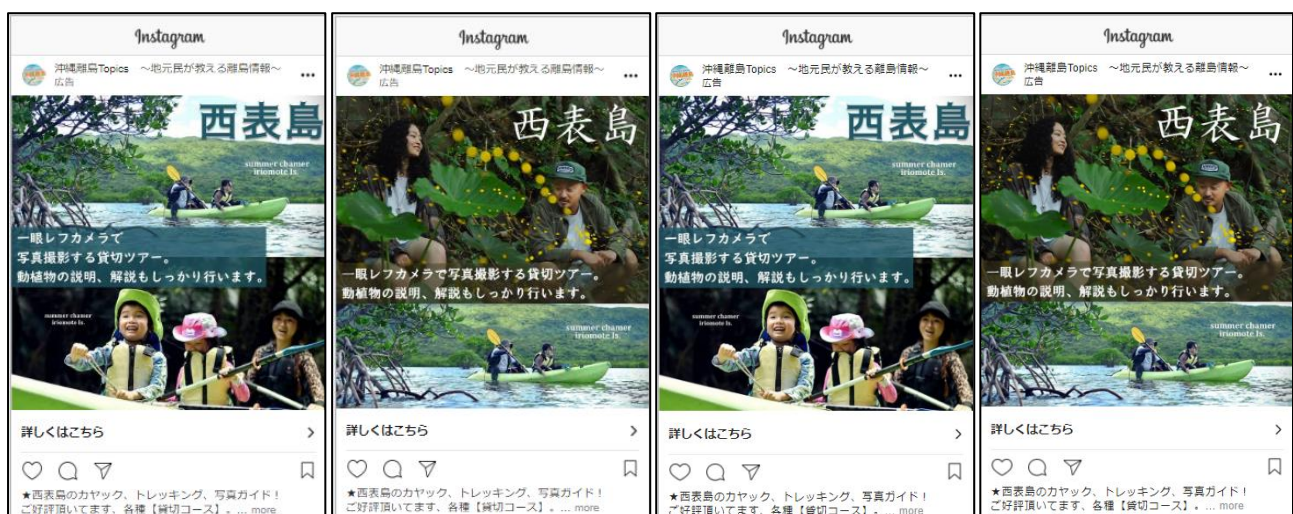 Instagram
沖縄離島Topics ～地元民が教える離島情報～
広告
西表島
summer chamer
iriomote Is.
一眼レフカメラで
写真撮影する貸切ツアー。
動植物の説明、解説もしっかり行います。
summer chamer
iriomote Is.
詳しくはこちら
★西表島のカヤック、トレッキング、写真ガイド！
ご好評頂いてます、各種【貸切コース】。... more
Instagram
沖縄離島Topics ～地元民が教える離島情報～
広告
西表島
一眼レフカメラで写真撮影する貸切ツアー。
動植物の説明、解説もしっかり行います。
summer chamer
iriomote Is.
詳しくはこちら
★西表島のカヤック、トレッキング、写真ガイド！
ご好評頂いてます、各種【貸切コース】。... more
Instagram
沖縄離島Topics ～地元民が教える離島情報～
広告
西表島
summer chamer
iriomote Is.
一眼レフカメラで
写真撮影する貸切ツアー。
動植物の説明、解説もしっかり行います。
summer chamer
iriomote Is.
詳しくはこちら
★西表島のカヤック、トレッキング、写真ガイド！
ご好評頂いてます、各種【貸切コース】。... more
Instagram
沖縄離島Topics ～地元民が教える離島情報～
広告
西表島
一眼レフカメラで写真撮影する貸切ツアー。
動植物の説明、解説もしっかり行います。
summer chamer
iriomote Is.
詳しくはこちら
★西表島のカヤック、トレッキング、写真ガイド！
ご好評頂いてます、各種【貸切コース】。... more